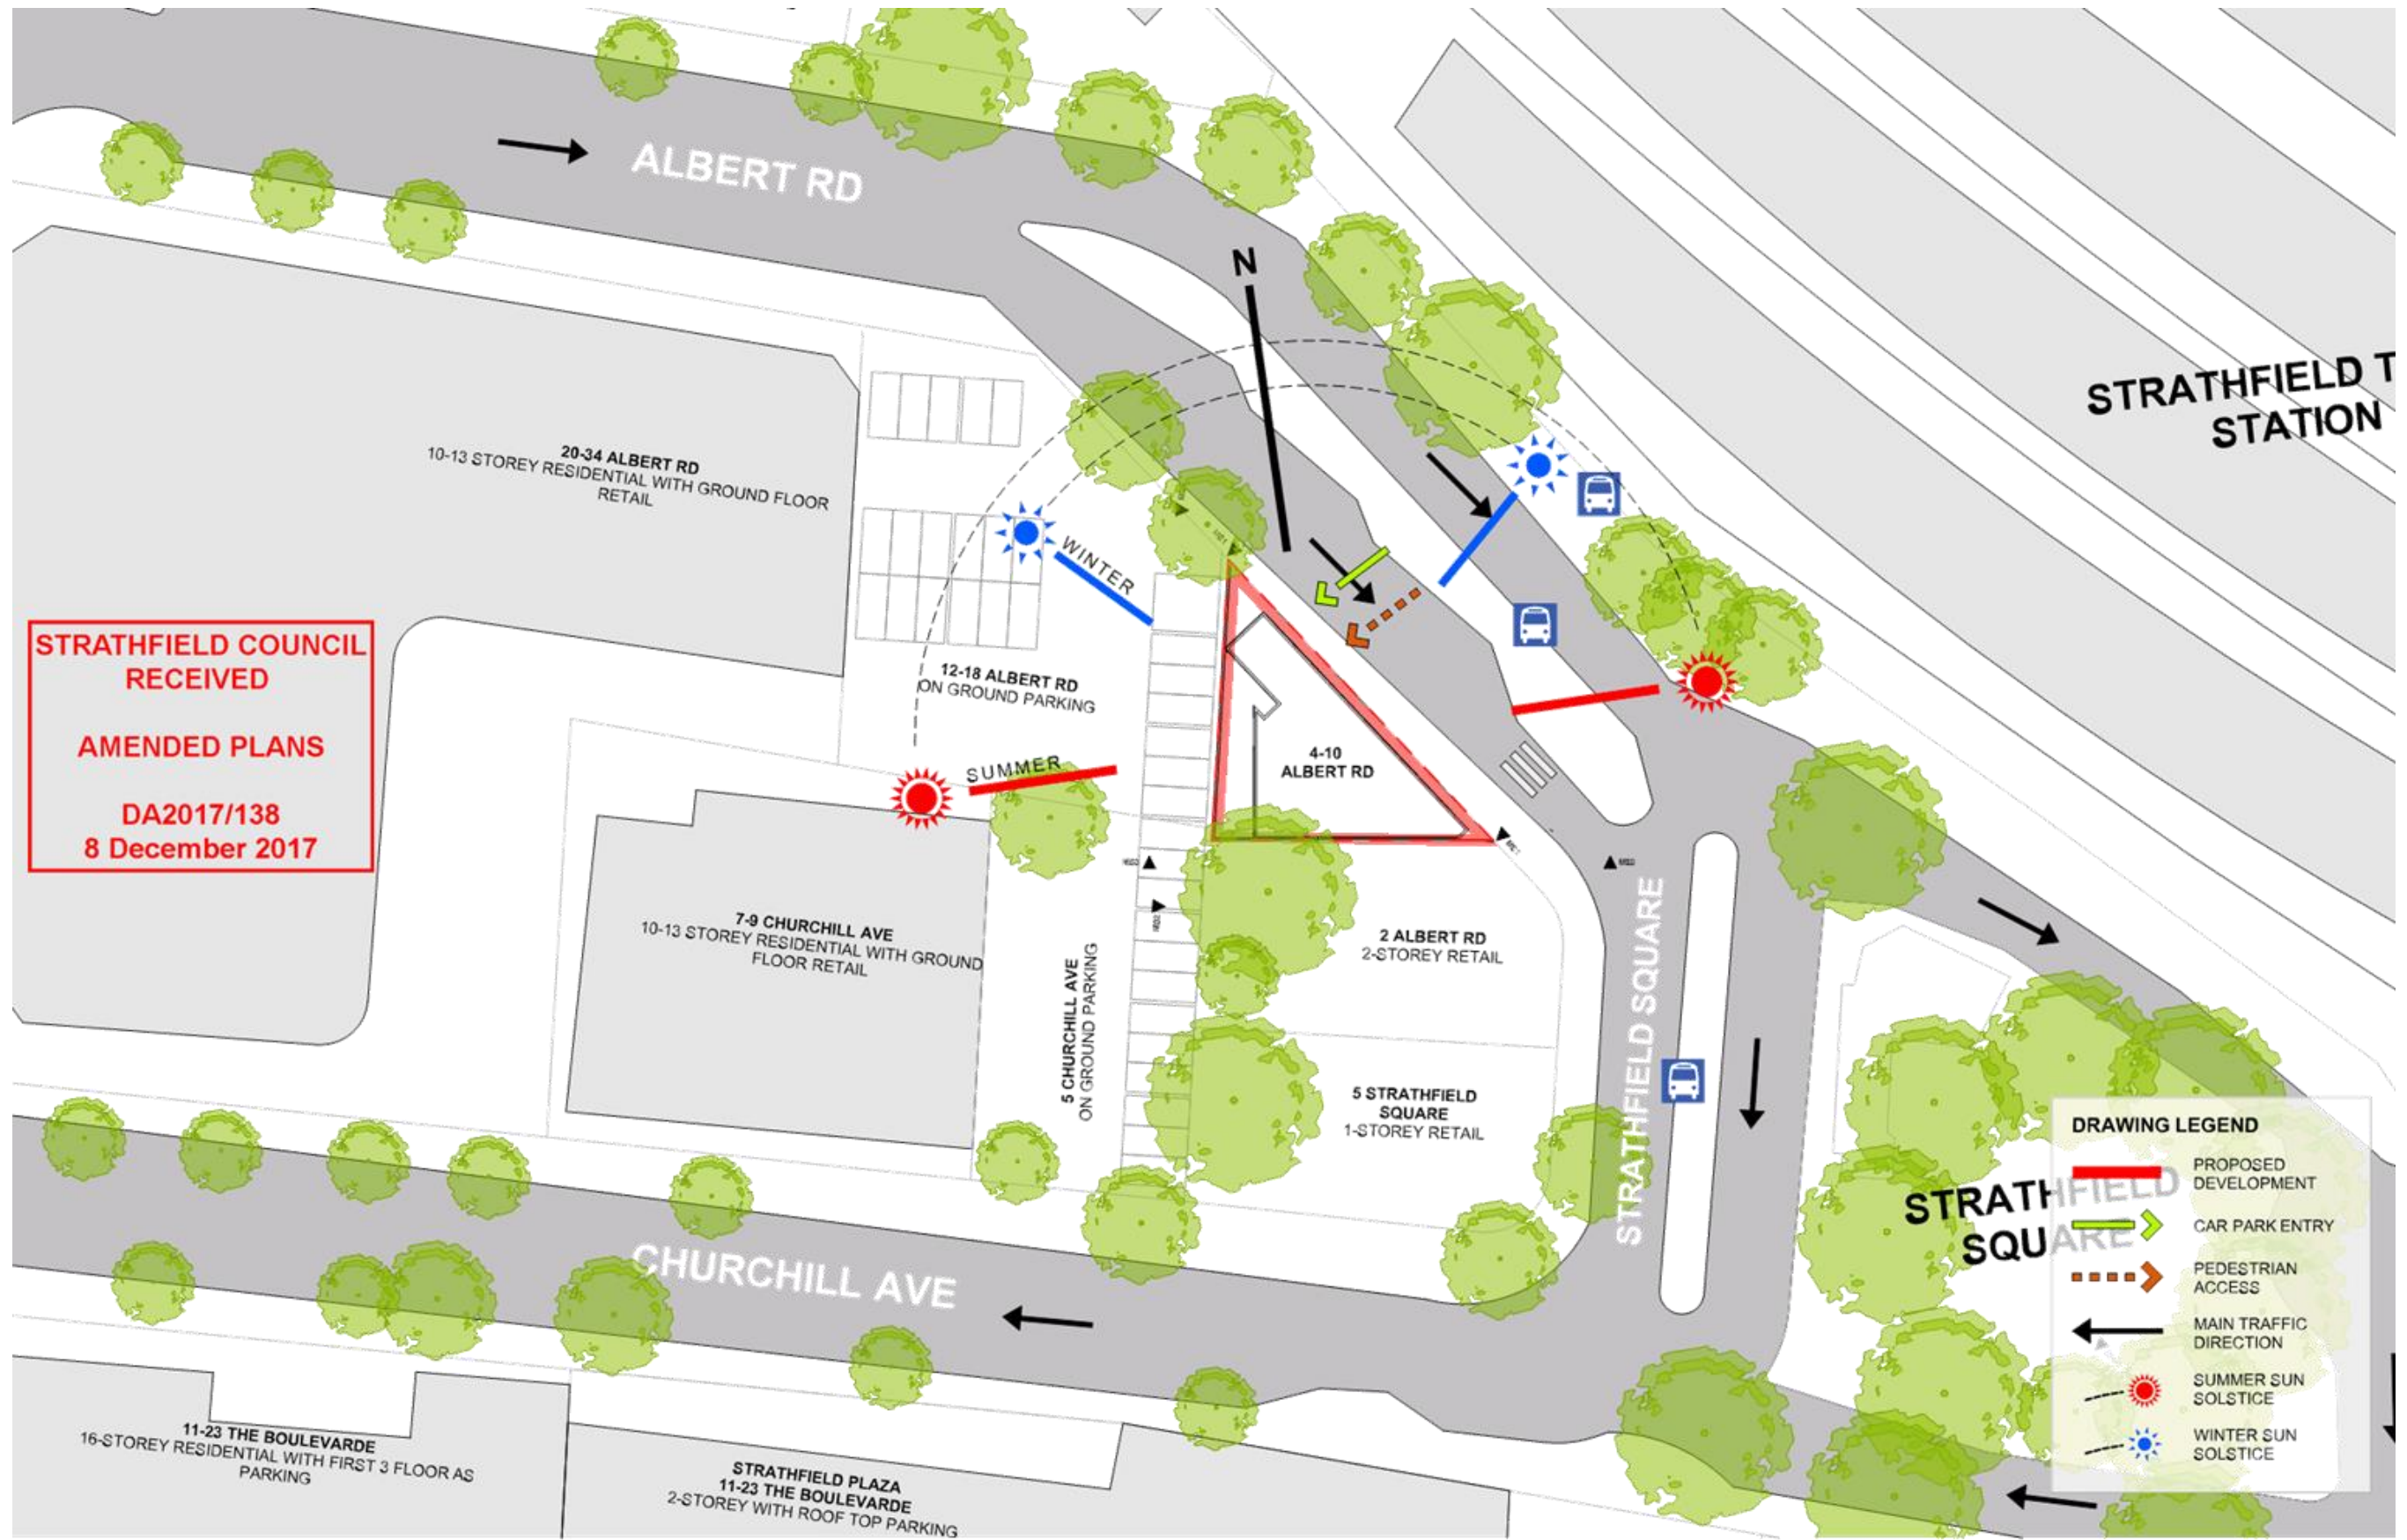 ALBERT RD
N
STRATHFIELD T
STATION
20-34 ALBERT RD
10-13 STOREY RESIDENTIAL WITH GROUND FLOOR
RETAIL
WINTER
STRATHFIELD COUNCIL
RECEIVED
AMENDED PLANS
DA2017/138
8 December 2017
12-18 ALBERT RD
ON GROUND PARKING
SUMMER
4-10
ALBERT RD
7-9 CHURCHILL AVE
10-13 STOREY RESIDENTIAL WITH GROUND
FLOOR RETAIL
5 CHURCHILL AVE
ON GROUND PARKING
2 ALBERT RD
2-STOREY RETAIL
5 STRATHFIELD
SQUARE
1-STOREY RETAIL
STRATHFIELD SQUARE
STRATHFIELD
SQUARE
CHURCHILL AVE
DRAWING LEGEND
PROPOSED
DEVELOPMENT
CAR PARK ENTRY
PEDESTRIAN
ACCESS
MAIN TRAFFIC
DIRECTION
SUMMER SUN
SOLSTICE
WINTER SUN
SOLSTICE
11-23 THE BOULEVARDE
16-STOREY RESIDENTIAL WITH FIRST 3 FLOOR AS
PARKING
STRATHFIELD PLAZA
11-23 THE BOULEVARDE
2-STOREY WITH ROOF TOP PARKING